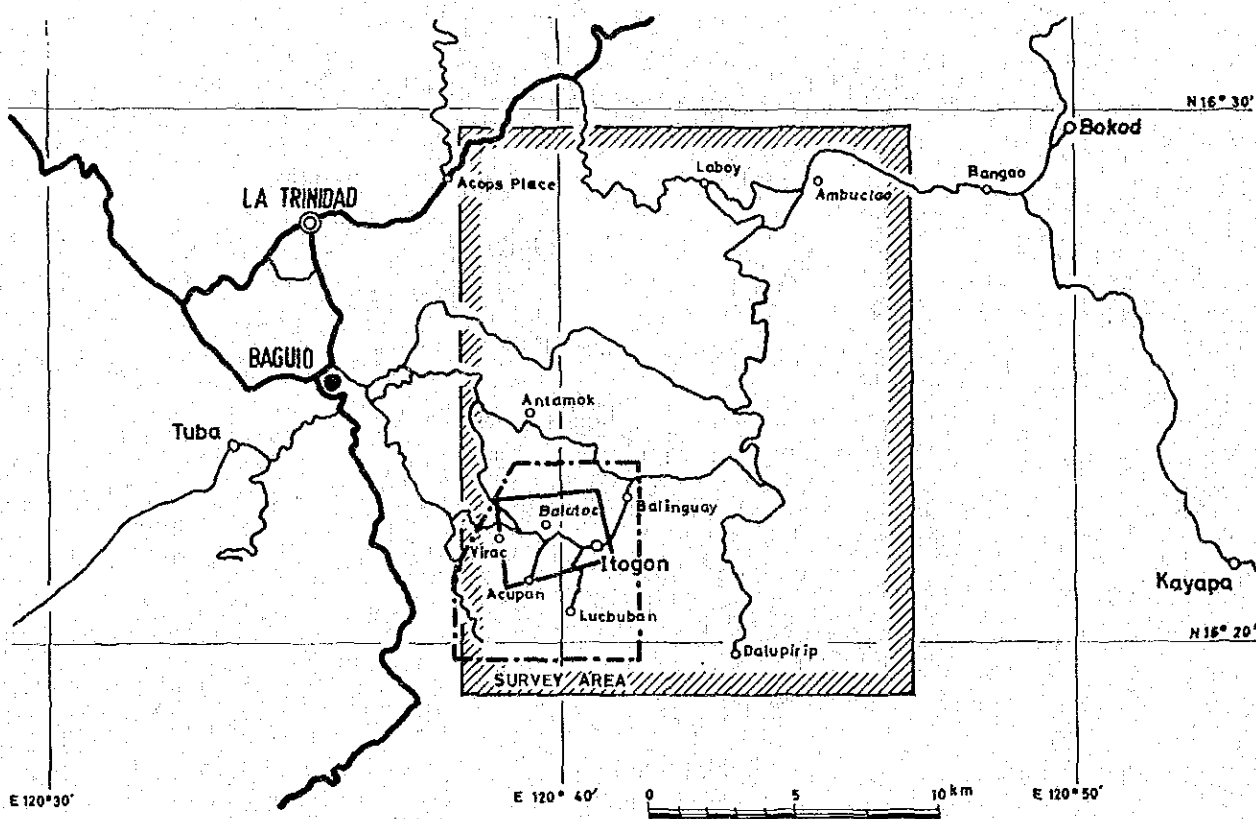 N 16° 30'
Bokod
Laboy
Bangao
Acops Place
Ambuclao
LA TRINIDAD
BAGUIO
Antamok
Tuba
Balinguay
Balatoc
Virac
Itogon
Kayapa
Acupan
Lucbuban
N 16° 20'
Dalupirip
SURVEY AREA
E 120° 30'
E 120° 40'
0 5 10 km
E 120° 50'